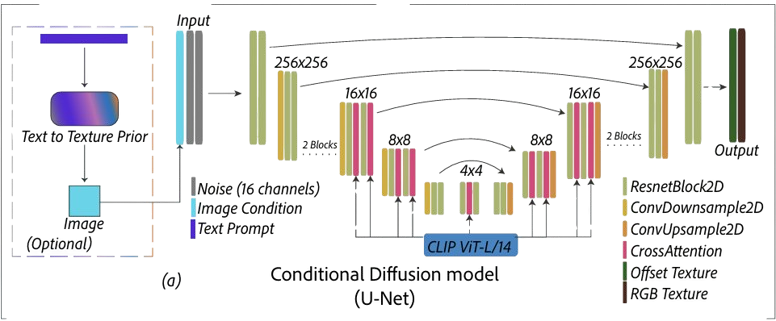 Input
256x256
16x16
2 Blocks
8x8
4x4
8x8
16x16
2 Blocks
256x256
Output
Text to Texture Prior
Image
(Optional)
Noise (16 channels)
Image Condition
Text Prompt
CLIP ViT-L/14
(a)
Conditional Diffusion model
(U-Net)
ResnetBlock2D
ConvDownsample2D
ConvUpsample2D
CrossAttention
Offset Texture
RGB Texture